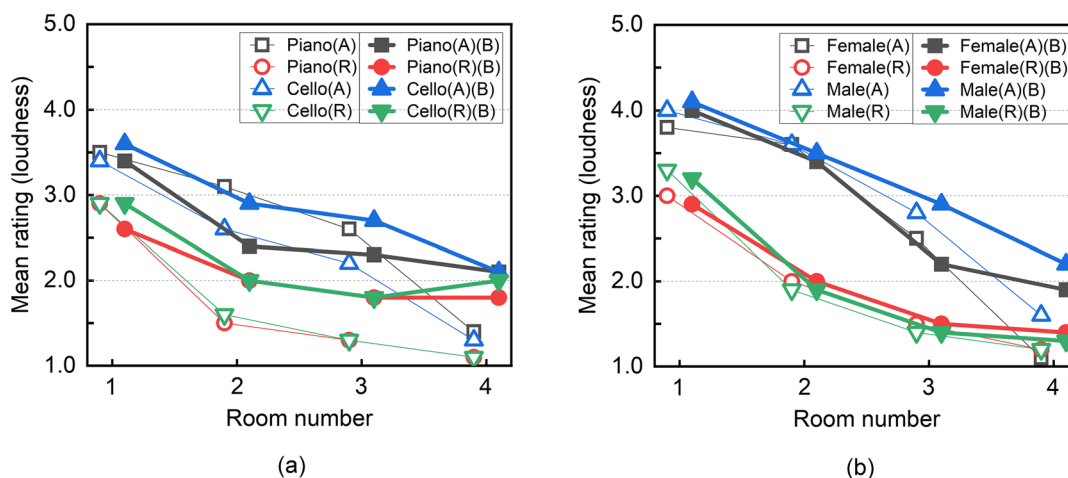 5.0
4.0
3.0
2.0
1.0
Mean rating (loudness)
Piano(A) Piano(A)(B)
Piano(R) Piano(R)(B)
Cello(A) Cello(A)(B)
Cello(R) Cello(R)(B)
1 2 3 4
Room number
(a)
5.0
4.0
3.0
2.0
1.0
Mean rating (loudness)
Female(A) Female(A)(B)
Female(R) Female(R)(B)
Male(A) Male(A)(B)
Male(R) Male(R)(B)
1 2 3 4
Room number
(b)